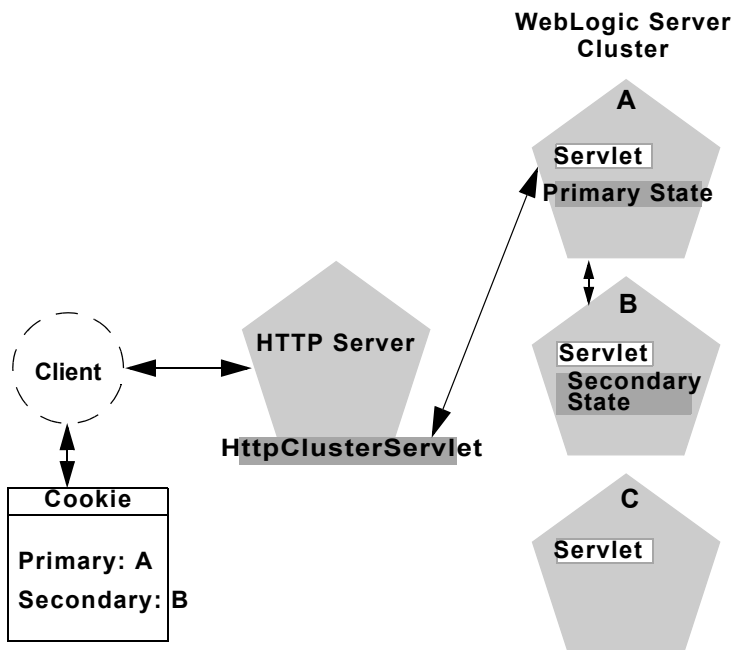 WebLogic Server
Cluster
A
Servlet
Primary State
B
Servlet
Secondary
State
C
Servlet
HTTP Server
HttpClusterServlet
Client
Cookie
Primary: A
Secondary: B